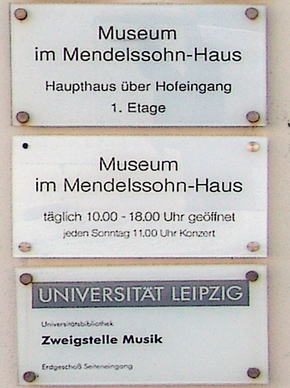 Museum
im Mendelssohn-Haus
Haupthaus über Hofeingang
1. Etage
Museum
im Mendelssohn-Haus
täglich 10.00 - 18.00 Uhr geöffnet
jeden Sonntag 11.00 Uhr Konzert
UNIVERSITÄT LEIPZIG
Universitätsbibliothek
Zweigstelle Musik
Erdgeschoß Seiteneingang